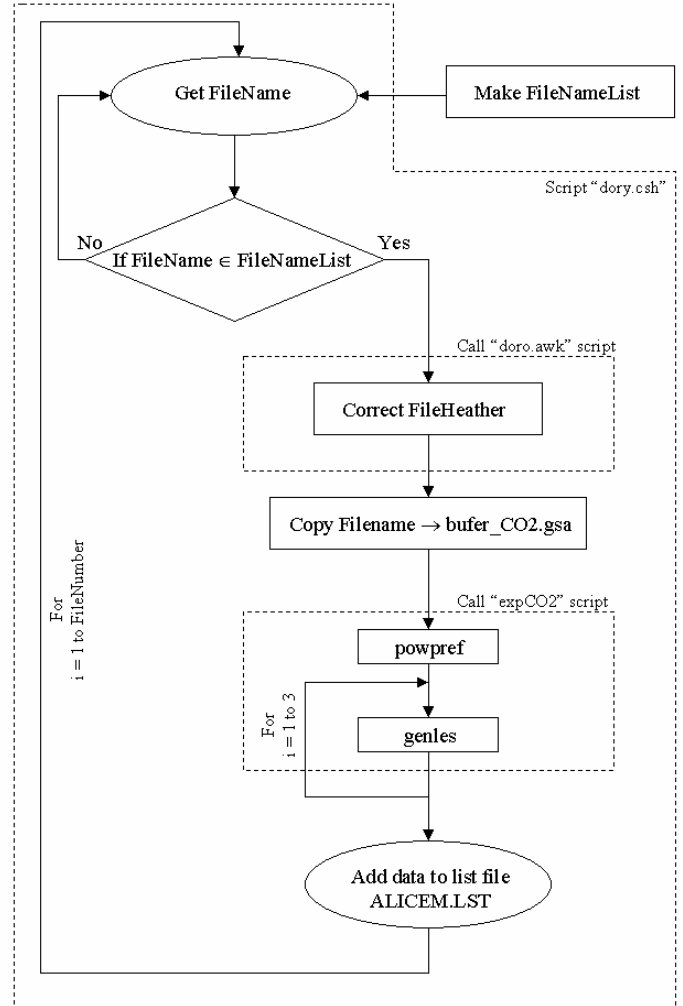 Get FileName
Make FileNameList
Script “dory.csh”
No
Yes
If FileName ∈ FileNameList
Call “doro.awk” script
Correct FileHeather
Copy Filename → bufer_CO2.gsa
For
i = 1 to FileNumber
Call “expCO2” script
powpref
For
i = 1 to 3
genles
Add data to list file
ALICEM.LST